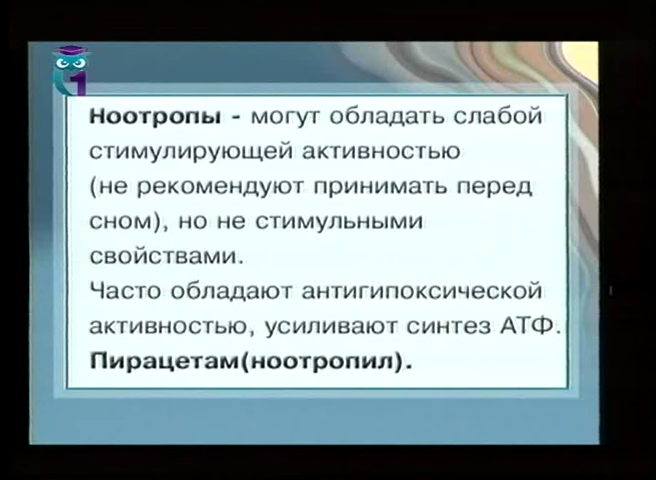 1
Ноотропы - могут обладать слабой
стимулирующей активностью
(не рекомендуют принимать перед
сном), но не стимульными
свойствами.
Часто обладают антигипоксической
активностью, усиливают синтез АТФ.
Пирацетам(ноотропил).